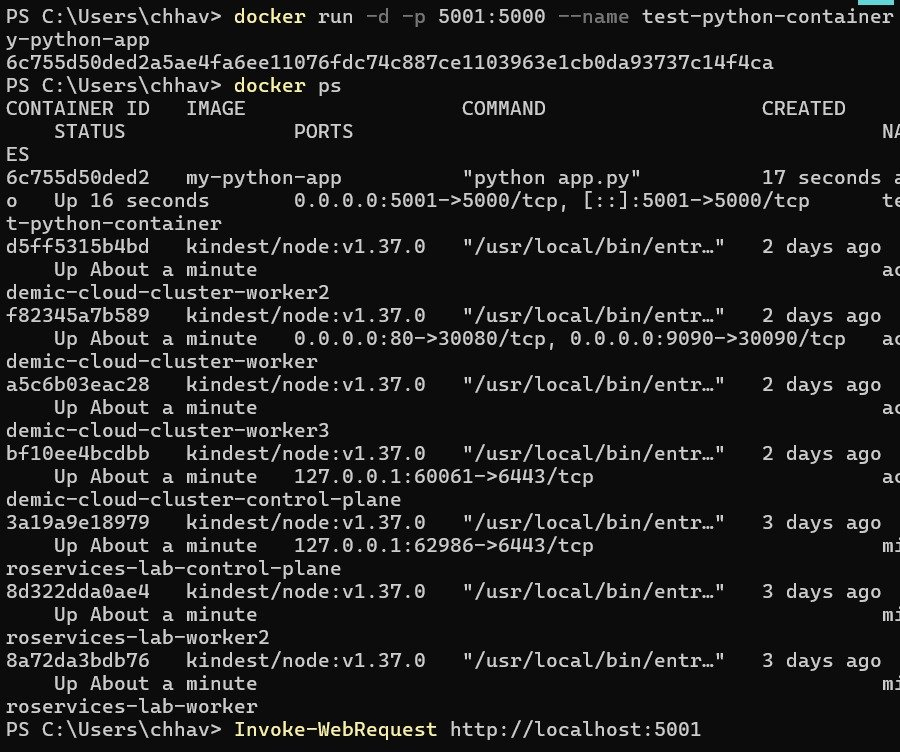 PS C:\Users\chhav> docker run -d -p 5001:5000 --name test-python-container
y-python-app
6c755d50ded2a5ae4fa6ee11076fdc74c887ce1103963e1cb0da93737c14f4ca
PS C:\Users\chhav> docker ps
CONTAINER ID   IMAGE                  COMMAND                  CREATED
    STATUS              PORTS                                            NA
ES
6c755d50ded2   my-python-app          "python app.py"          17 seconds a
o   Up 16 seconds       0.0.0.0:5001->5000/tcp, [::]:5001->5000/tcp      te
t-python-container
d5ff5315b4bd   kindest/node:v1.37.0   "/usr/local/bin/entr…"   2 days ago
    Up About a minute                                                    ac
demic-cloud-cluster-worker2
f82345a7b589   kindest/node:v1.37.0   "/usr/local/bin/entr…"   2 days ago
    Up About a minute   0.0.0.0:80->30080/tcp, 0.0.0.0:9090->30090/tcp   ac
demic-cloud-cluster-worker
a5c6b03eac28   kindest/node:v1.37.0   "/usr/local/bin/entr…"   2 days ago
    Up About a minute                                                    ac
demic-cloud-cluster-worker3
bf10ee4bcdbb   kindest/node:v1.37.0   "/usr/local/bin/entr…"   2 days ago
    Up About a minute   127.0.0.1:60061->6443/tcp                        ac
demic-cloud-cluster-control-plane
3a19a9e18979   kindest/node:v1.37.0   "/usr/local/bin/entr…"   3 days ago
    Up About a minute   127.0.0.1:62986->6443/tcp                        mi
roservices-lab-control-plane
8d322dda0ae4   kindest/node:v1.37.0   "/usr/local/bin/entr…"   3 days ago
    Up About a minute                                                    mi
roservices-lab-worker2
8a72da3bdb76   kindest/node:v1.37.0   "/usr/local/bin/entr…"   3 days ago
    Up About a minute                                                    mi
roservices-lab-worker
PS C:\Users\chhav> Invoke-WebRequest http://localhost:5001